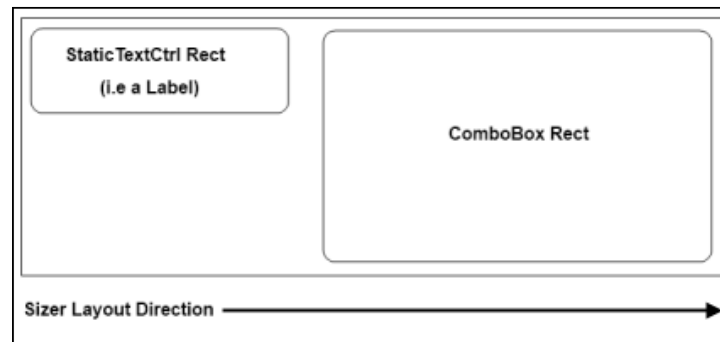 StaticTextCtrl Rect
(i.e a Label)
ComboBox Rect
Sizer Layout Direction